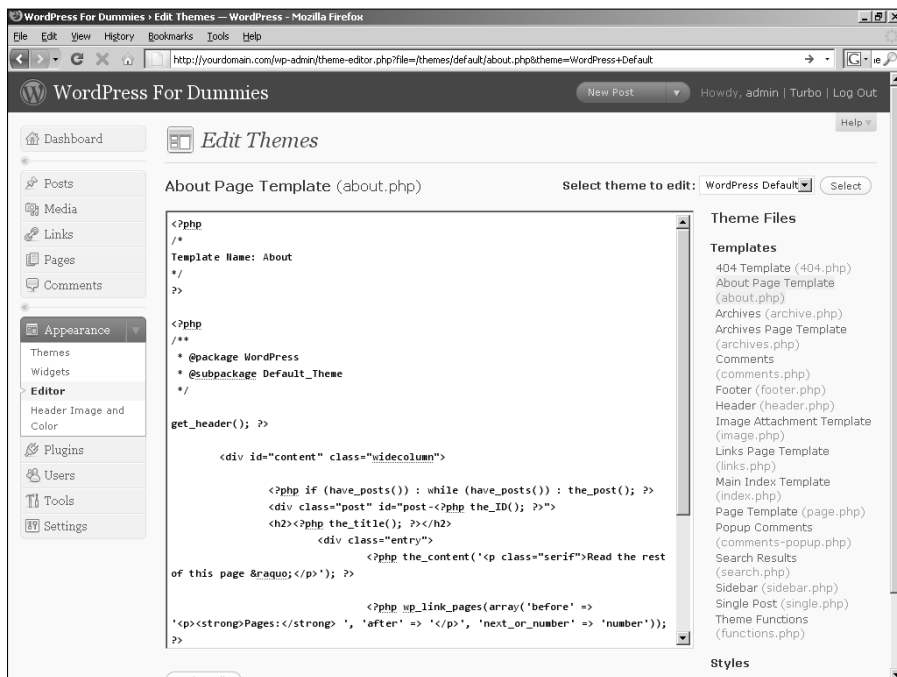 WordPress For Dummies › Edit Themes — WordPress - Mozilla Firefox
File Edit View History Bookmarks Tools Help
http://yourdomain.com/wp-admin/theme-editor.php?file=/themes/default/about.php&theme=WordPress+Default
G
WordPress For Dummies
New Post
Howdy, admin | Turbo | Log Out
Help
Dashboard
Posts
Media
Links
Pages
Comments
Appearance
Themes
Widgets
Editor
Header Image and
Color
Plugins
Users
Tools
Settings
Edit Themes
About Page Template (about.php)
Select theme to edit: WordPress Default Select
<?php
/*
Template Name: About
*/
?>
<?php
/**
* @package WordPress
* @subpackage Default_Theme
*/
get_header(); ?>
<div id="content" class="widecolumn">
<?php if (have_posts()) : while (have_posts()) : the_post(); ?>
<div class="post" id="post-<?php the_ID(); ?>">
<h2><?php the_title(); ?></h2>
<div class="entry">
<?php the_content('<p class="serif">Read the rest
of this page &raquo;</p>'); ?>
<?php wp_link_pages(array('before' =>
'<p><strong>Pages:</strong> ', 'after' => '</p>', 'next_or_number' => 'number'));
?>
Theme Files
Templates
404 Template (404.php)
About Page Template
(about.php)
Archives (archive.php)
Archives Page Template
(archives.php)
Comments
(comments.php)
Footer (footer.php)
Header (header.php)
Image Attachment Template
(image.php)
Links Page Template
(links.php)
Main Index Template
(index.php)
Page Template (page.php)
Popup Comments
(comments-popup.php)
Search Results
(search.php)
Sidebar (sidebar.php)
Single Post (single.php)
Theme Functions
(functions.php)
Styles